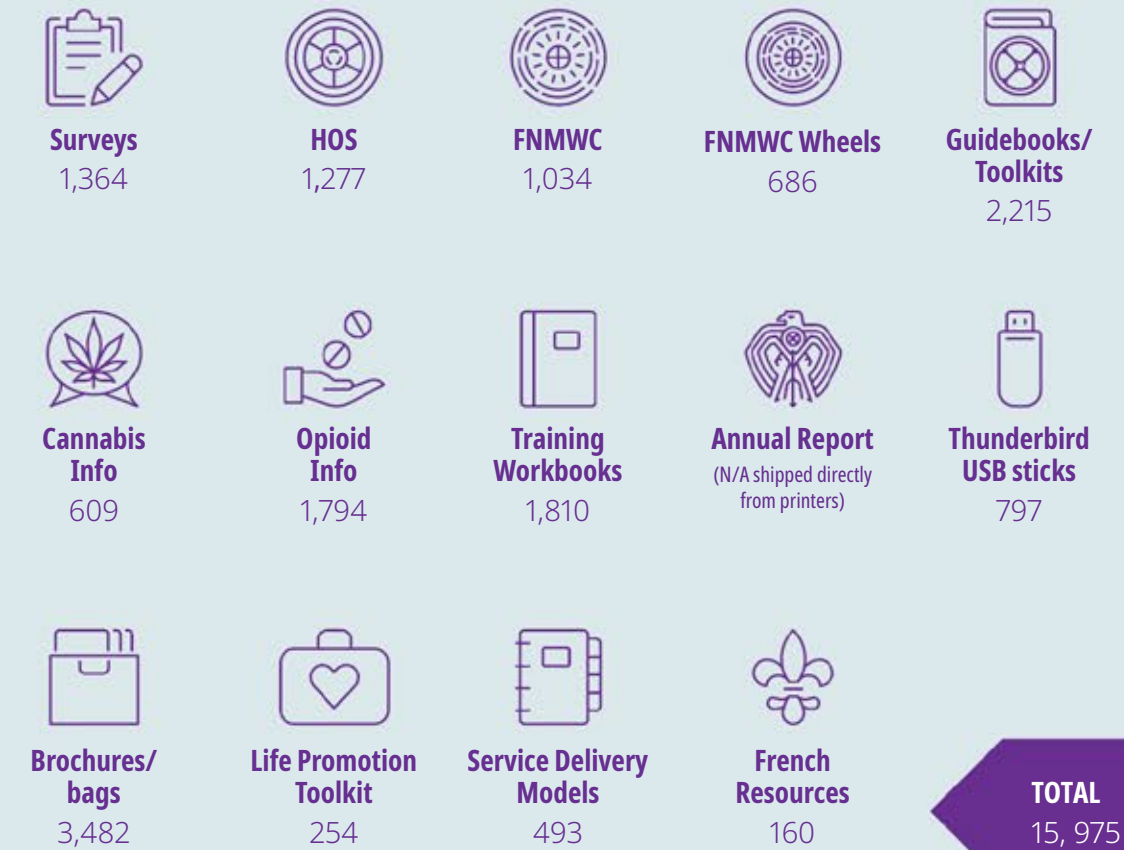 Surveys
1,364
HOS
1,277
FNMWC
1,034
FNMWC Wheels
686
Guidebooks/
Toolkits
2,215
Cannabis
Info
609
Opioid
Info
1,794
Training
Workbooks
1,810
Annual Report
(N/A shipped directly
from printers)
Thunderbird
USB sticks
797
Brochures/
bags
3,482
Life Promotion
Toolkit
254
Service Delivery
Models
493
French
Resources
160
TOTAL
15, 975